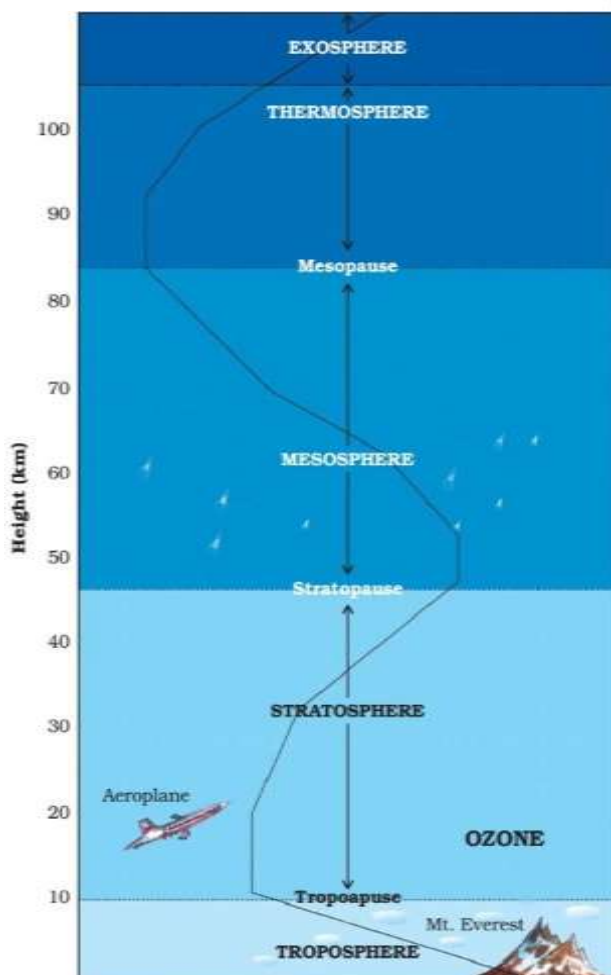 EXOSPHERE
THERMOSPHERE
100
90
Mesopause
80
70
MESOSPHERE
60
Height (km)
50
Stratopause
40
STRATOSPHERE
30
Aeroplane
20
OZONE
10
Tropoapuse
Mt. Everest
TROPOSPHERE